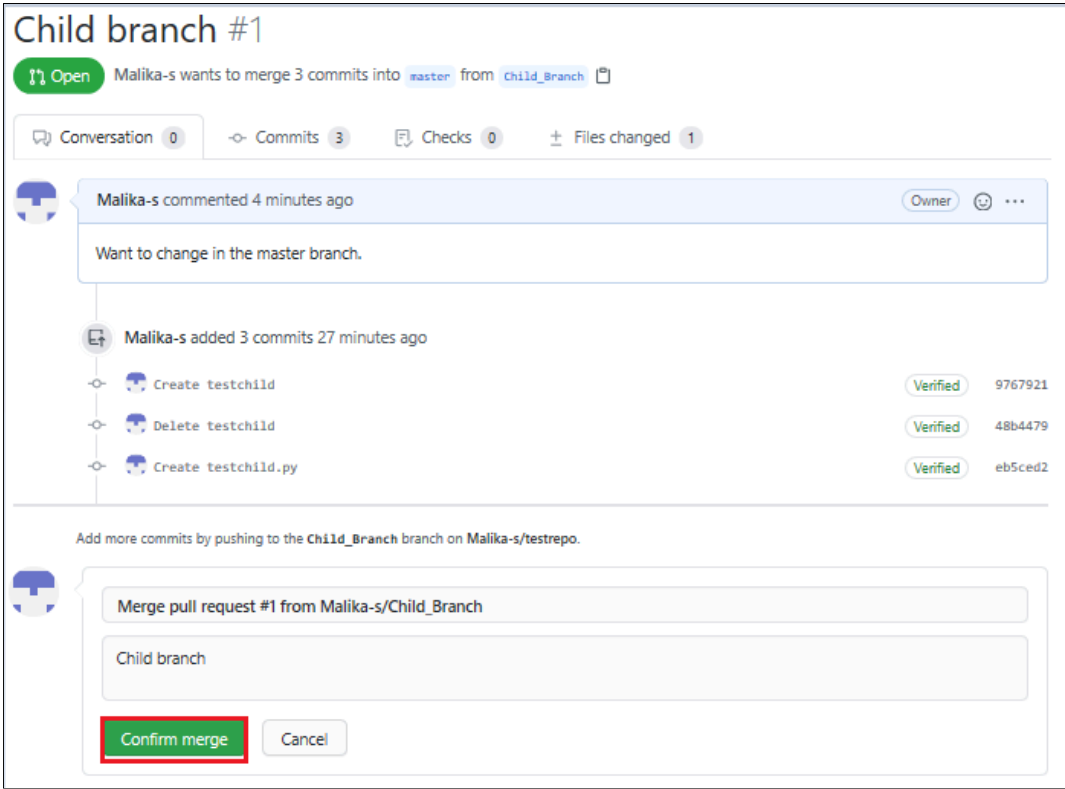 Child branch #1
Open Malika-s wants to merge 3 commits into master from Child_Branch
Conversation 0 Commits 3 Checks 0 Files changed 1
Malika-s commented 4 minutes ago Owner
Want to change in the master branch.
Malika-s added 3 commits 27 minutes ago
Create testchild Verified 9767921
Delete testchild Verified 48b4479
Create testchild.py Verified eb5ced2
Add more commits by pushing to the Child_Branch branch on Malika-s/testrepo.
Merge pull request #1 from Malika-s/Child_Branch
Child branch
Confirm merge Cancel